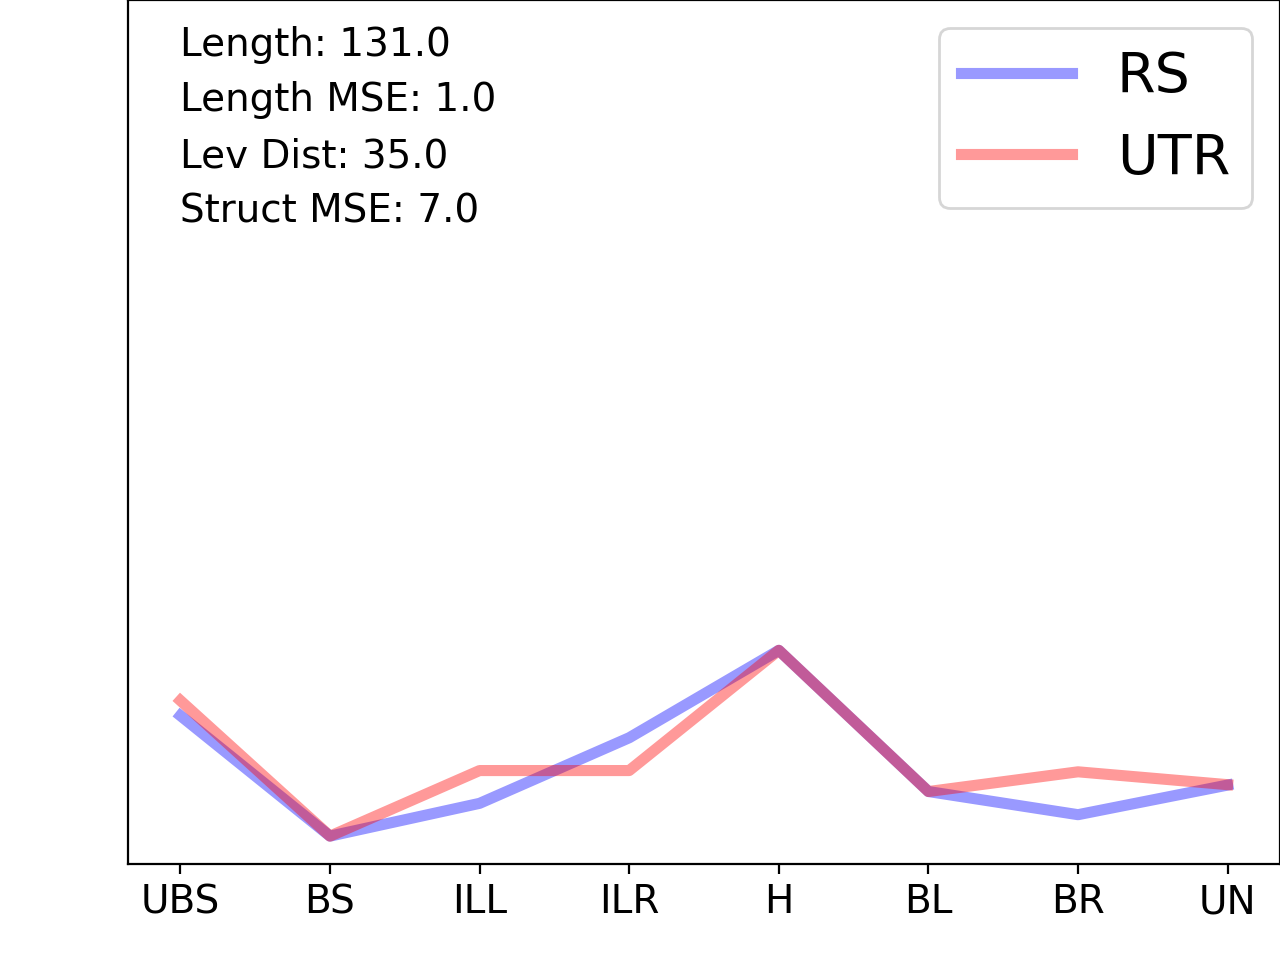 Length: 131.0
Length MSE: 1.0
Lev Dist: 35.0
Struct MSE: 7.0
RS
UTR
UBS BS ILL ILR H BL BR UN